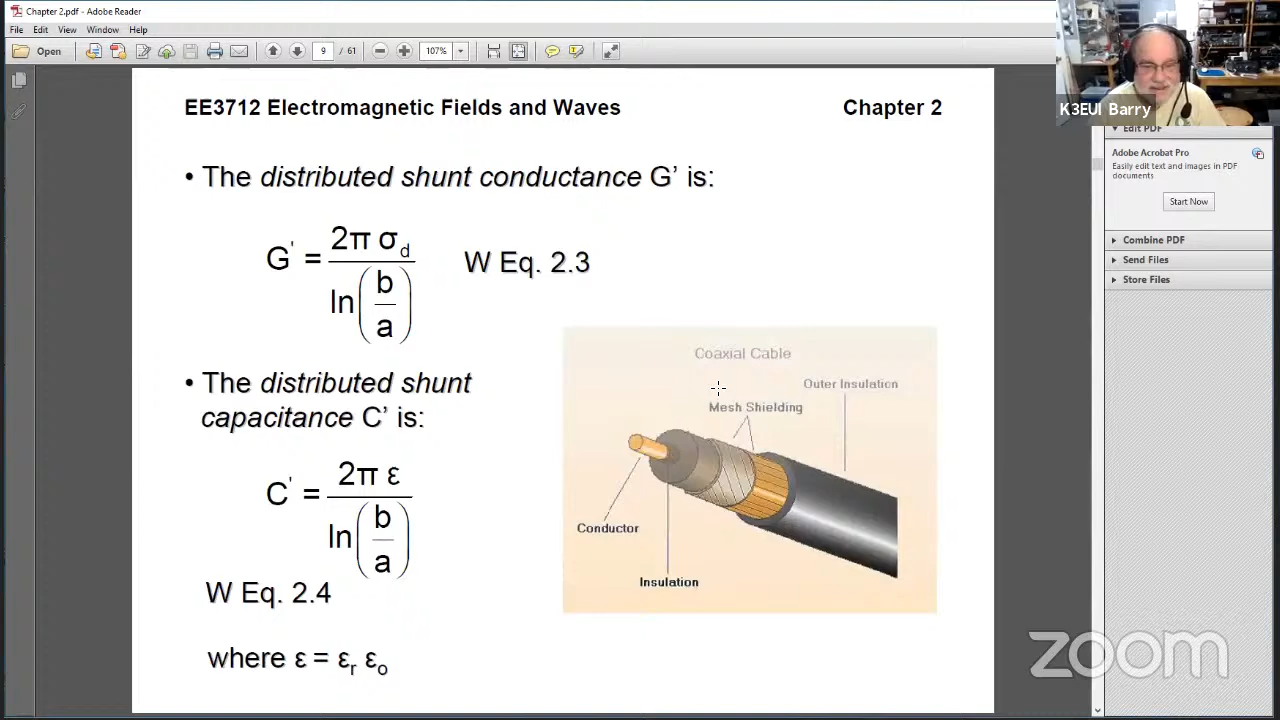 Chapter 2.pdf - Adobe Reader
File Edit View Window Help
Open 9 / 61 107%
K3EUI Barry
Edit PDF
Adobe Acrobat Pro
Easily edit text and images in PDF
documents
Start Now
Combine PDF
Send Files
Store Files
EE3712 Electromagnetic Fields and Waves Chapter 2
• The distributed shunt conductance G’ is:
G' = 2π σd / ln(b/a) W Eq. 2.3
• The distributed shunt
capacitance C’ is:
C' = 2π ε / ln(b/a)
W Eq. 2.4
where ε = εr εo
Coaxial Cable
Outer Insulation
Mesh Shielding
Conductor
Insulation
zoom